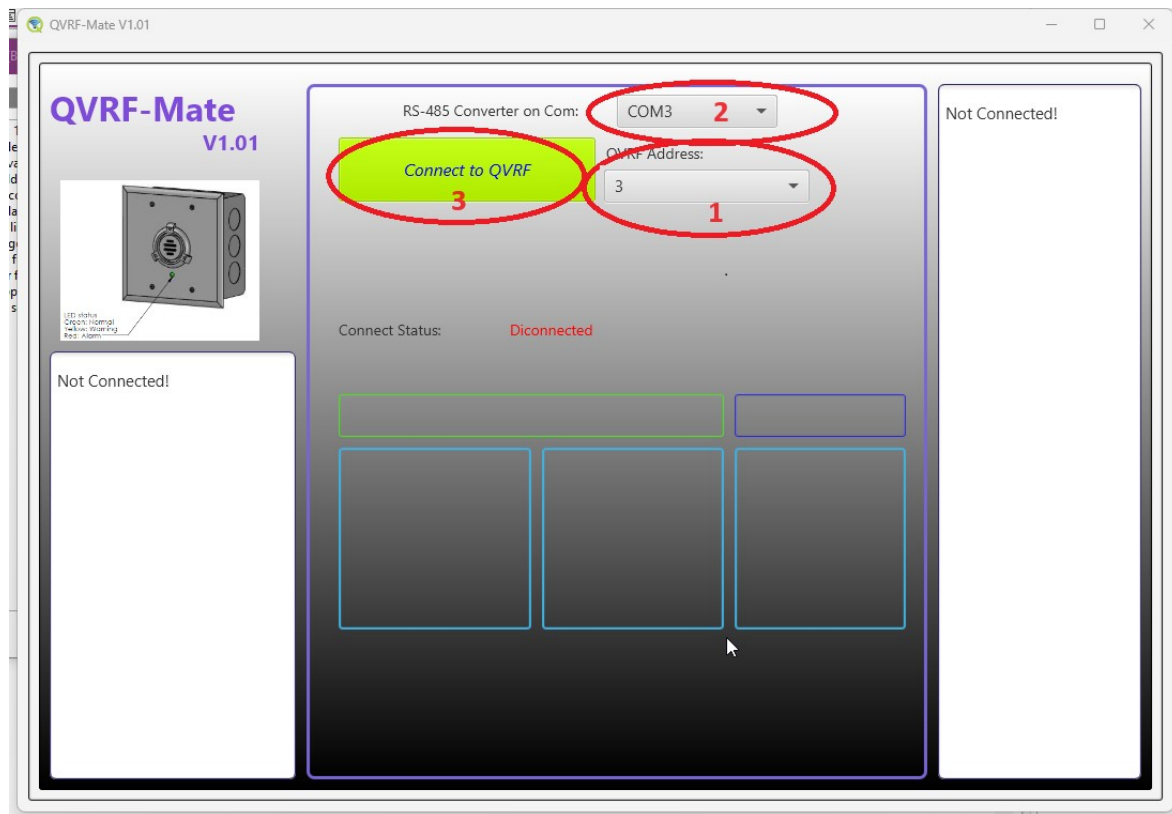 QVRF-Mate V1.01
QVRF-Mate
V1.01
LED status
Green: Normal
Yellow: Warning
Red: Alarm
Not Connected!
RS-485 Converter on Com:
COM3
2
Connect to QVRF
3
QVRF Address:
3
1
.
Connect Status:
Diconnected
Not Connected!